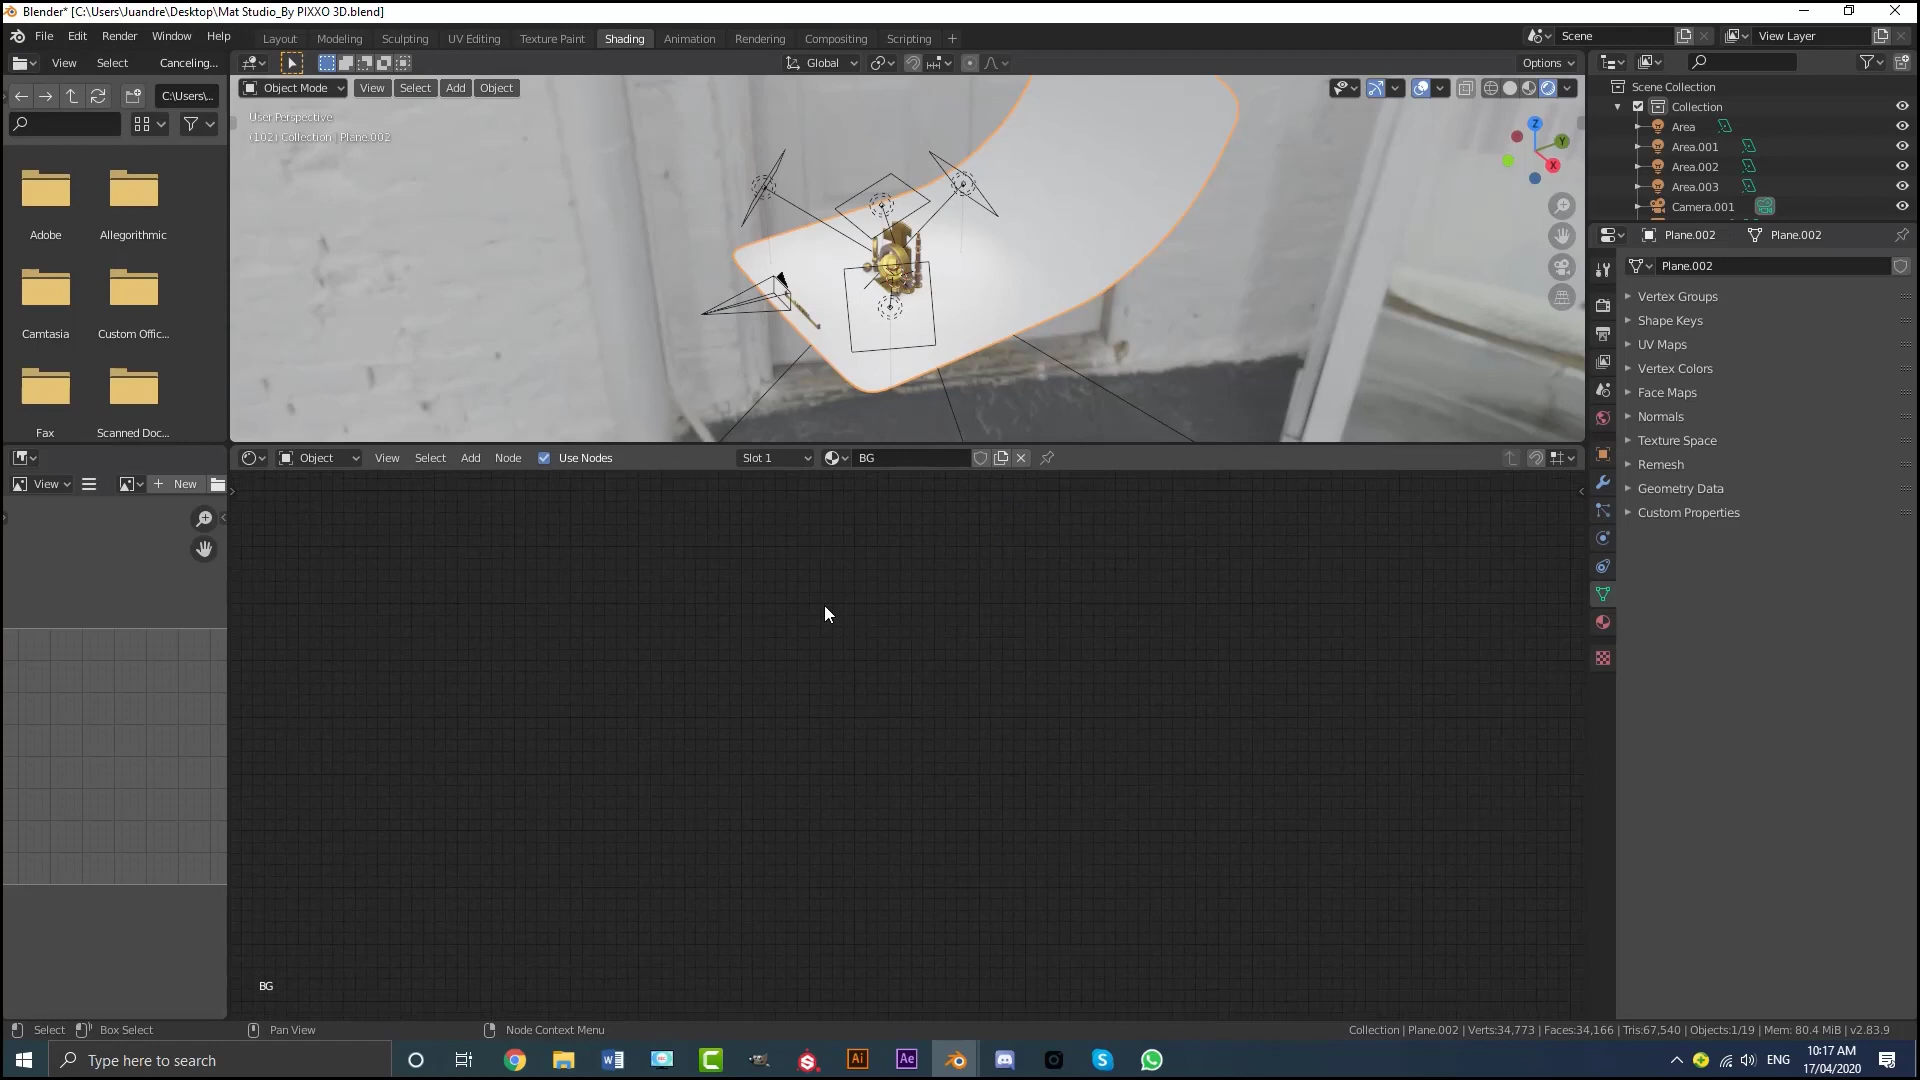 Blender* [C:\Users\Juandre\Desktop\Mat Studio_By PIXXO 3D.blend]
File Edit Render Window Help Layout Modeling Sculpting UV Editing Texture Paint Shading Animation Rendering Compositing Scripting + Scene View Layer
View Select Canceling... Global Options
C:\Users\.. Object Mode View Select Add Object
User Perspective
(102) Collection | Plane.002
Z
Y
X
Scene Collection
Collection
Area
Area.001
Area.002
Area.003
Camera.001
Adobe Allegorithmic
Camtasia Custom Offic...
Fax Scanned Doc...
Plane.002 Plane.002
Plane.002
Vertex Groups
Shape Keys
UV Maps
Vertex Colors
Face Maps
Normals
Texture Space
Remesh
Geometry Data
Custom Properties
Object View Select Add Node Use Nodes Slot 1 BG
View + New
BG
Select Box Select Pan View Node Context Menu Collection | Plane.002 | Verts:34,773 | Faces:34,166 | Tris:67,540 | Objects:1/19 | Mem: 80.4 MiB | v2.83.9
Type here to search Ai Ae ENG 10:17 AM
17/04/2020